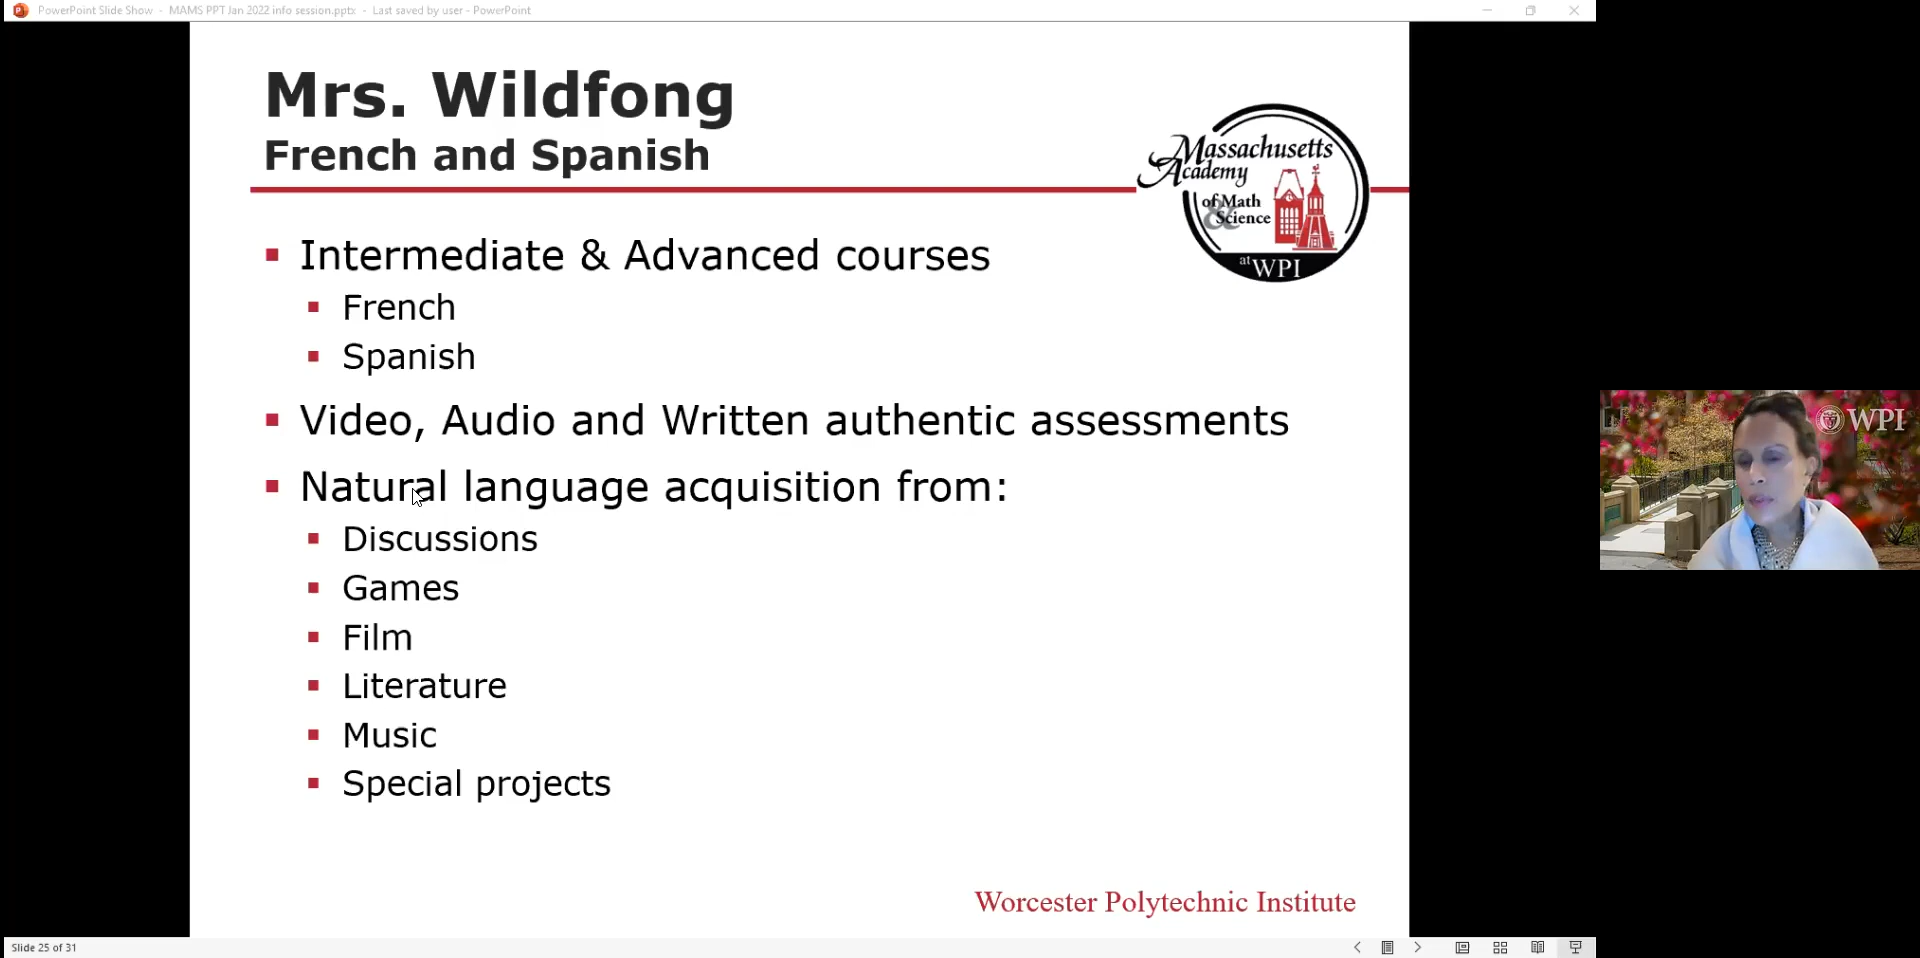 PowerPoint Slide Show - MAMS PPT Jan 2022 info session.pptx - Last saved by user - PowerPoint
Mrs. Wildfong
French and Spanish
Massachusetts
Academy
of Math
& Science
at WPI
Intermediate & Advanced courses
French
Spanish
Video, Audio and Written authentic assessments
WPI
Natural language acquisition from:
Discussions
Games
Film
Literature
Music
Special projects
Worcester Polytechnic Institute
Slide 25 of 31